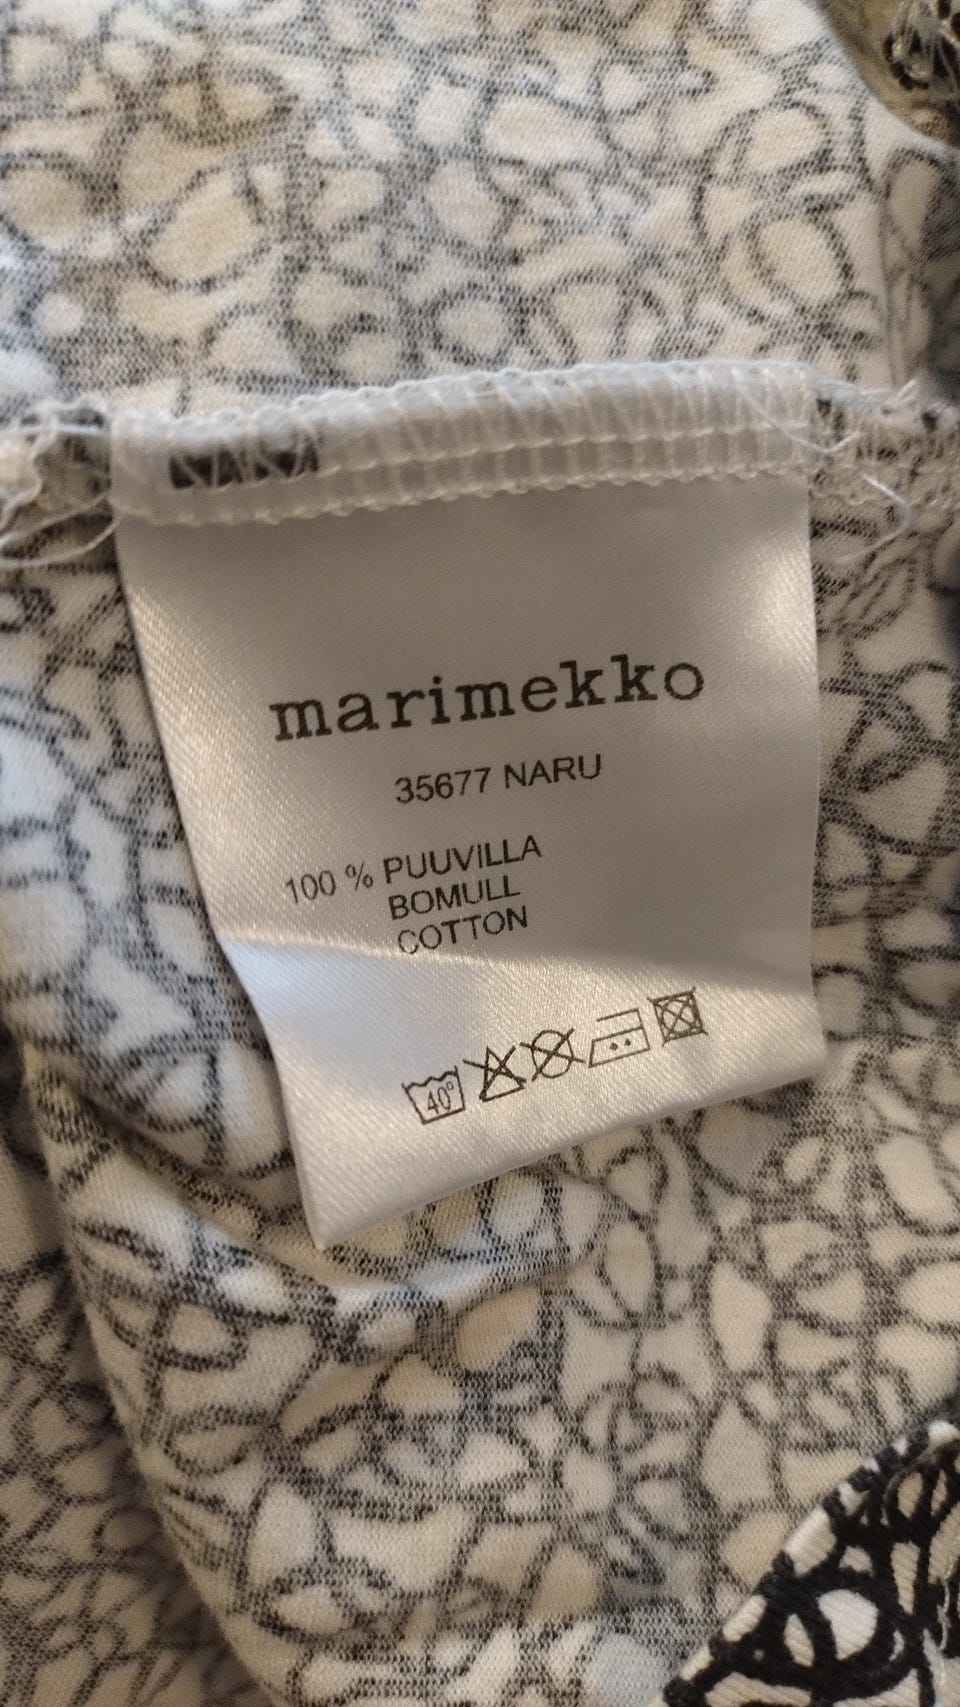 marimekko
35677 NARU
100 % PUUVILLA
BOMULL
COTTON
40°